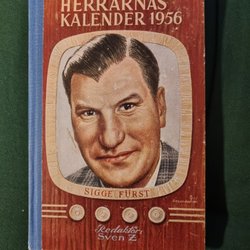 HERRARNAS
KALENDER 1956
SIGGE FÜRST
Redaktör:
Sven Z